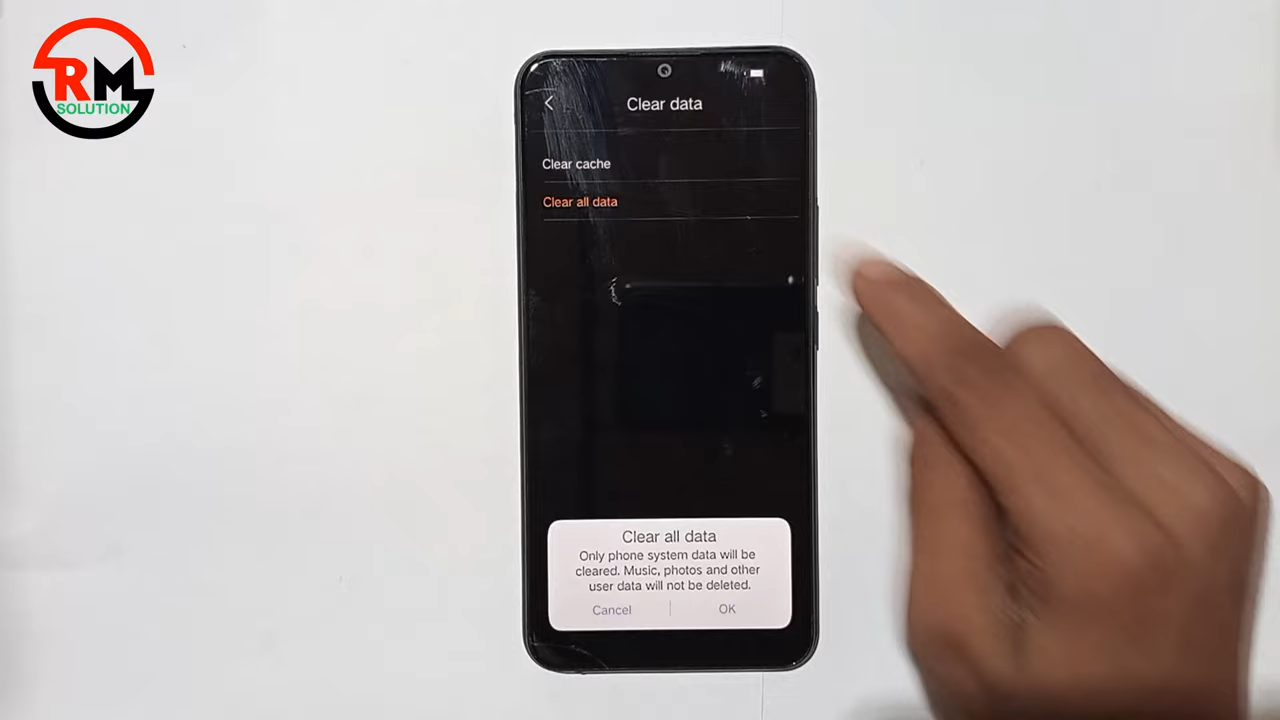 RM
SOLUTION
Clear data
Clear cache
Clear all data
Clear all data
Only phone system data will be
cleared. Music, photos and other
user data will not be deleted.
Cancel
OK